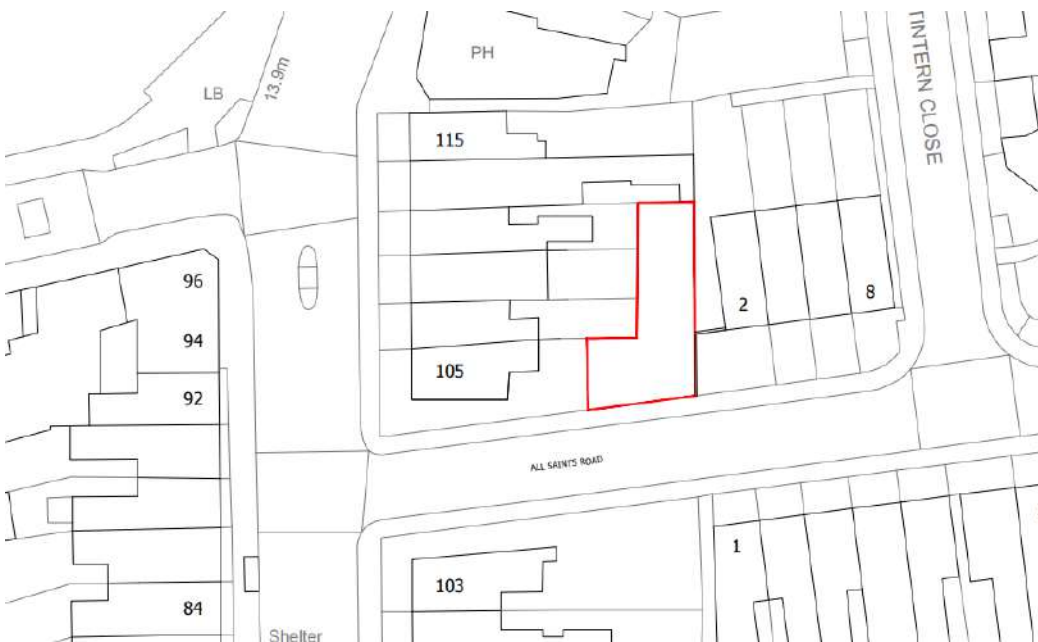 PH
TINTERN CLOSE
13.9m
LB
115
96
2
8
94
105
92
ALL SAINTS ROAD
1
103
84
Shelter